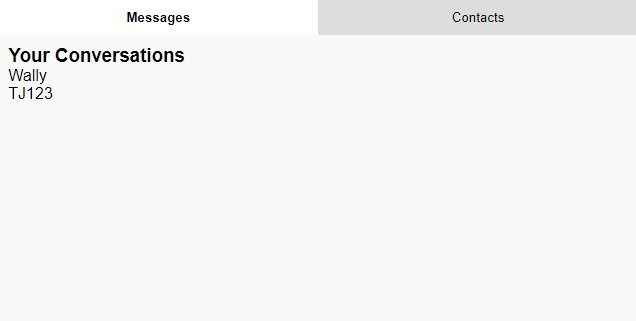 Messages
Contacts
Your Conversations
Wally
TJ123